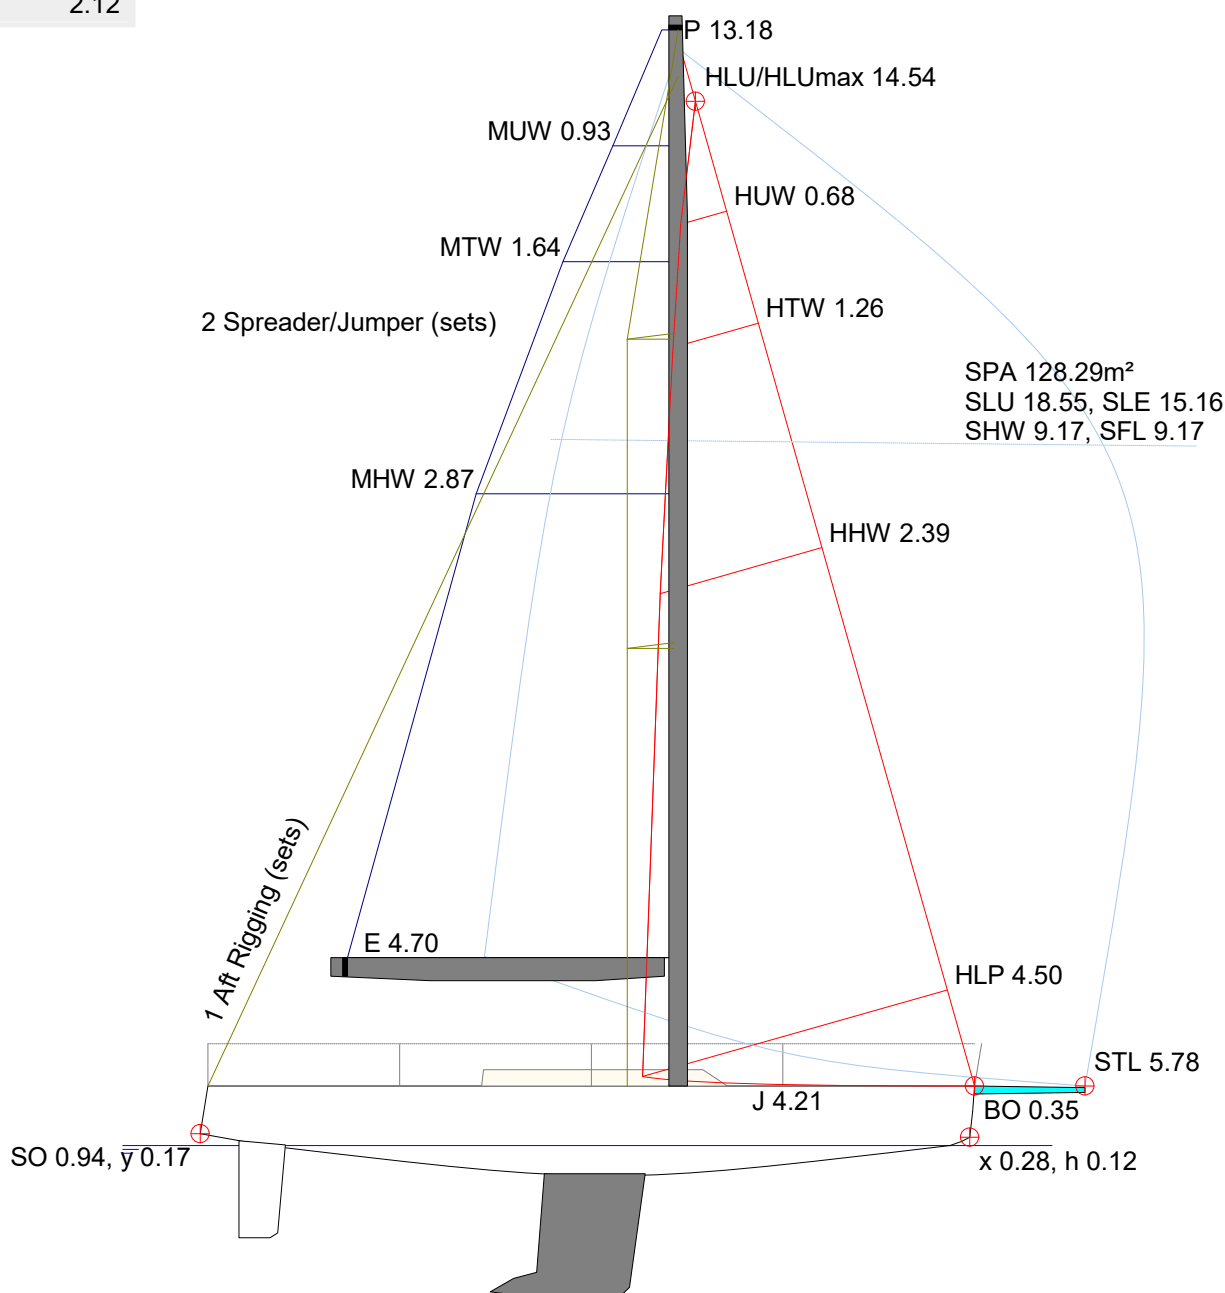 2.12
P 13.18
HLU/HLUmax 14.54
MUW 0.93
HUW 0.68
MTW 1.64
HTW 1.26
2 Spreader/Jumper (sets)
SPA 128.29m²
SLU 18.55, SLE 15.16
SHW 9.17, SFL 9.17
MHW 2.87
HHW 2.39
1 Aft Rigging (sets)
E 4.70
HLP 4.50
STL 5.78
J 4.21
BO 0.35
SO 0.94, y 0.17
x 0.28, h 0.12